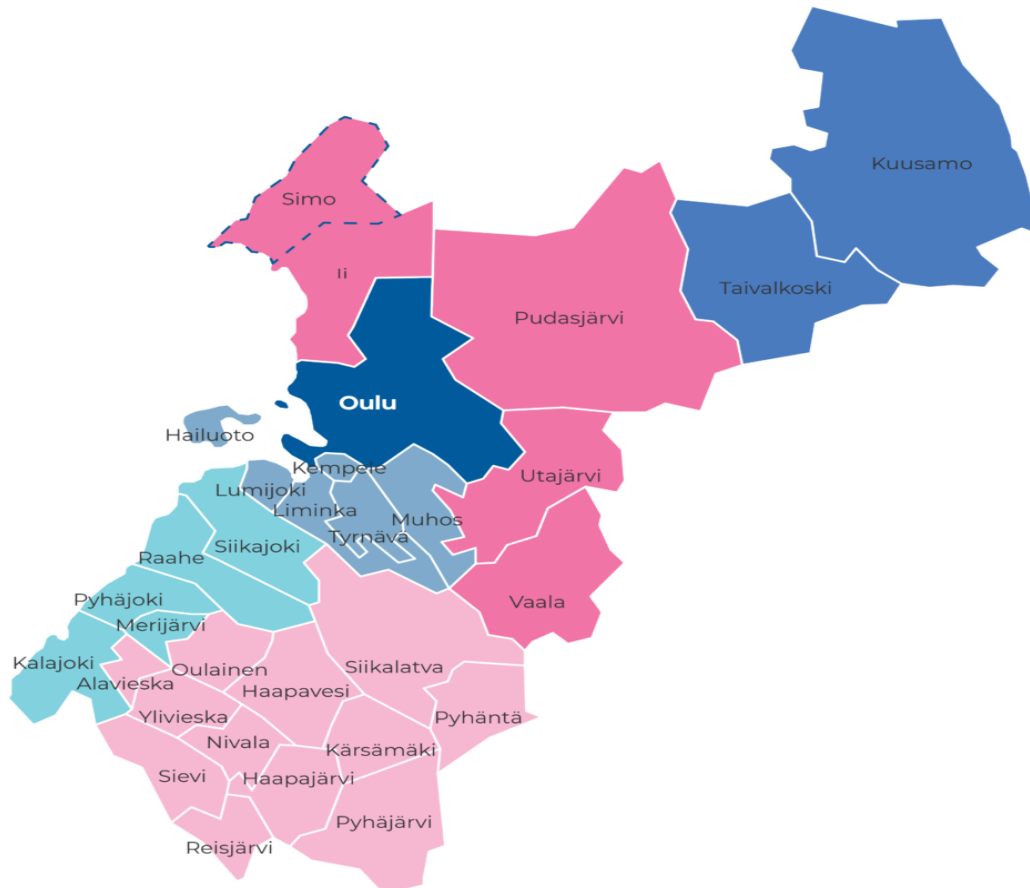 Kuusamo
Simo
Ii
Taivalkoski
Pudasjärvi
Oulu
Hailuoto
Kempele
Utajärvi
Lumijoki
Liminka
Muhos
Tyrnävä
Siikajoki
Raahe
Pyhäjoki
Vaala
Merijärvi
Kalajoki
Oulainen
Siikalatva
Alavieska
Haapavesi
Ylivieska
Pyhäntä
Nivala
Kärsämäki
Sievi
Haapajärvi
Pyhäjärvi
Reisjärvi